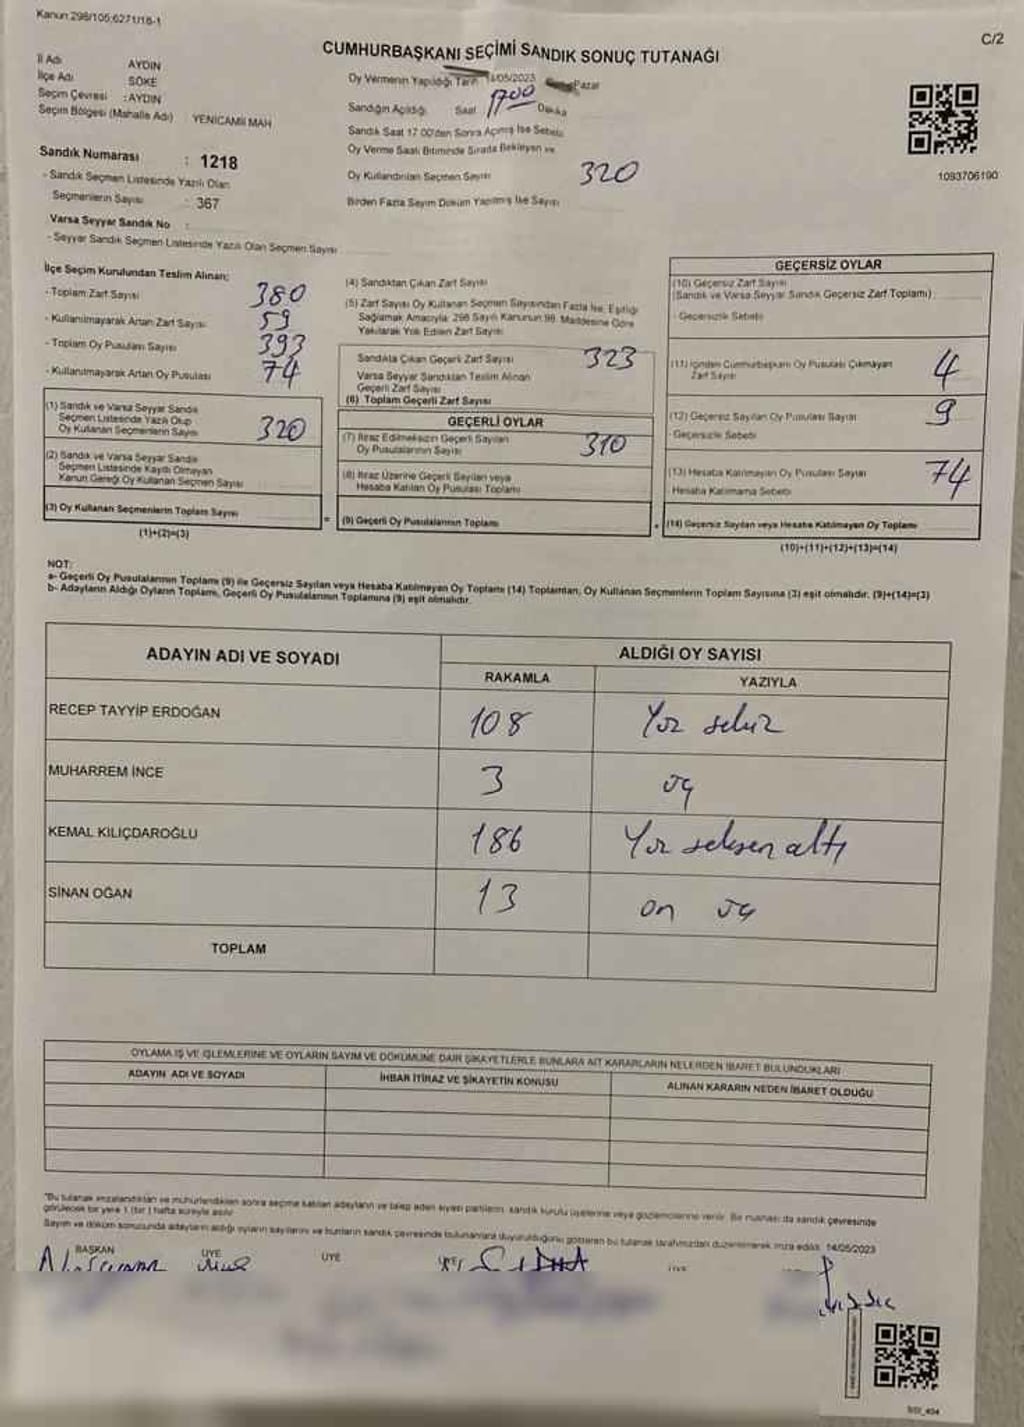 Kanun:298/105;6271/18-1
C/2
CUMHURBAŞKANI SEÇİMİ SANDIK SONUÇ TUTANAĞI
İl Adı AYDIN
İlçe Adı SÖKE
Seçim Çevresi : AYDIN
Seçim Bölgesi (Mahalle Adı) YENİCAMİİ MAH
Sandık Numarası : 1218
- Sandık Seçmen Listesinde Yazılı Olan
Seçmenlerin Sayısı : 367
Varsa Seyyar Sandık No :
- Seyyar Sandık Seçmen Listesinde Yazılı Olan Seçmen Sayısı
Oy Vermenin Yapıldığı Tarih 14/05/2023 Pazar
Sandığın Açıldığı Saat 1700 Dakika
Sandık Saat 17.00'den Sonra Açılmış İse Sebebi
Oy Verme Saati Bitiminde Sırada Bekleyen ve
Oy Kullandırılan Seçmen Sayısı 320
Birden Fazla Sayım Döküm Yapılmış İse Sayısı
1093706190
İlçe Seçim Kurulundan Teslim Alınan:
- Toplam Zarf Sayısı 380
- Kullanılmayarak Artan Zarf Sayısı 59
- Toplam Oy Pusulası Sayısı 393
- Kullanılmayarak Artan Oy Pusulası 74
(1) Sandık ve Varsa Seyyar Sandık
Seçmen Listesinde Yazılı Olup
Oy Kullanan Seçmenlerin Sayısı 320
(2) Sandık ve Varsa Seyyar Sandık
Seçmen Listesinde Kayıtlı Olmayan
Kanun Gereği Oy Kullanan Seçmen Sayısı
(3) Oy Kullanan Seçmenlerin Toplam Sayısı
(1)+(2)=(3)
(4) Sandıktan Çıkan Zarf Sayısı
(5) Zarf Sayısı Oy Kullanan Seçmen Sayısından Fazla İse, Eşitliği
Sağlamak Amacıyla; 298 Sayılı Kanunun 98. Maddesine Göre
Yakılarak Yok Edilen Zarf Sayısı
Sandıkta Çıkan Geçerli Zarf Sayısı 323
Varsa Seyyar Sandıktan Teslim Alınan
Geçerli Zarf Sayısı
(6) Toplam Geçerli Zarf Sayısı
GEÇERLİ OYLAR
(7) İtiraz Edilmeksizin Geçerli Sayılan
Oy Pusulalarının Sayısı 310
(8) İtiraz Üzerine Geçerli Sayılan veya
Hesaba Katılan Oy Pusulası Toplamı
= (9) Geçerli Oy Pusulalarının Toplamı
GEÇERSİZ OYLAR
(10) Geçersiz Zarf Sayısı
(Sandık ve Varsa Seyyar Sandık Geçersiz Zarf Toplamı)
- Geçersizlik Sebebi
(11) İçinden Cumhurbaşkanı Oy Pusulası Çıkmayan
Zarf Sayısı 4
(12) Geçersiz Sayılan Oy Pusulası Sayısı 9
- Geçersizlik Sebebi
(13) Hesaba Katılmayan Oy Pusulası Sayısı 74
Hesaba Katılmama Sebebi
+ (14) Geçersiz Sayılan veya Hesaba Katılmayan Oy Toplamı
(10)+(11)+(12)+(13)=(14)
NOT:
a- Geçerli Oy Pusulalarının Toplamı (9) ile Geçersiz Sayılan veya Hesaba Katılmayan Oy Toplamı (14) Toplamları, Oy Kullanan Seçmenlerin Toplam Sayısına (3) eşit olmalıdır. (9)+(14)=(3)
b- Adayların Aldığı Oyların Toplamı, Geçerli Oy Pusulalarının Toplamına (9) eşit olmalıdır.
ADAYIN ADI VE SOYADI
ALDIĞI OY SAYISI
RAKAMLA YAZIYLA
RECEP TAYYİP ERDOĞAN 108 Yüz sekiz
MUHARREM İNCE 3 üç
KEMAL KILIÇDAROĞLU 186 Yüz seksen altı
SİNAN OĞAN 13 on üç
TOPLAM
OYLAMA İŞ VE İŞLEMLERİNE VE OYLARIN SAYIM VE DÖKÜMÜNE DAİR ŞİKAYETLERLE BUNLARA AİT KARARLARIN NELERDEN İBARET BULUNDUKLARI
ADAYIN ADI VE SOYADI İHBAR İTİRAZ VE ŞİKAYETİN KONUSU ALINAN KARARIN NEDEN İBARET OLDUĞU
"Bu tutanak imzalandıktan ve mühürlendikten sonra seçime katılan adayların ve talep eden siyasi partilerin, sandık kurulu üyelerine veya gözlemcilerine verilir. Bir nüshası da sandık çevresinde
görülecek bir yere 1 (bir) hafta süreyle asılır.
Sayım ve döküm sonucunda adayların aldığı oyların sayılarını ve bunların sandık çevresinde bulunanlara duyurulduğunu gösteren bu tutanak tarafımızdan düzenlenerek imza edildi. 14/05/2023
BAŞKAN ÜYE ÜYE